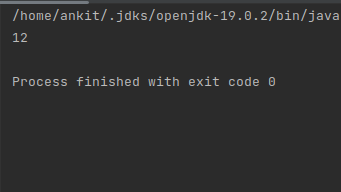 /home/ankit/.jdks/openjdk-19.0.2/bin/java
12
Process finished with exit code 0